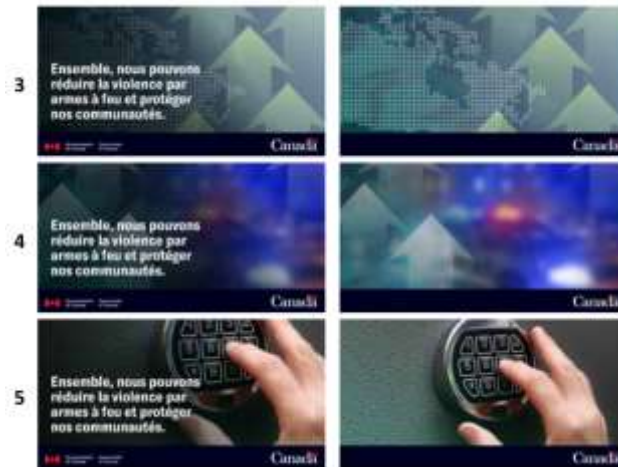 3
Ensemble, nous pouvons
réduire la violence par
armes à feu et protéger
nos communautés.
Canada
Canada
4
Ensemble, nous pouvons
réduire la violence par
armes à feu et protéger
nos communautés.
Canada
Canada
5
Ensemble, nous pouvons
réduire la violence par
armes à feu et protéger
nos communautés.
Canada
Canada